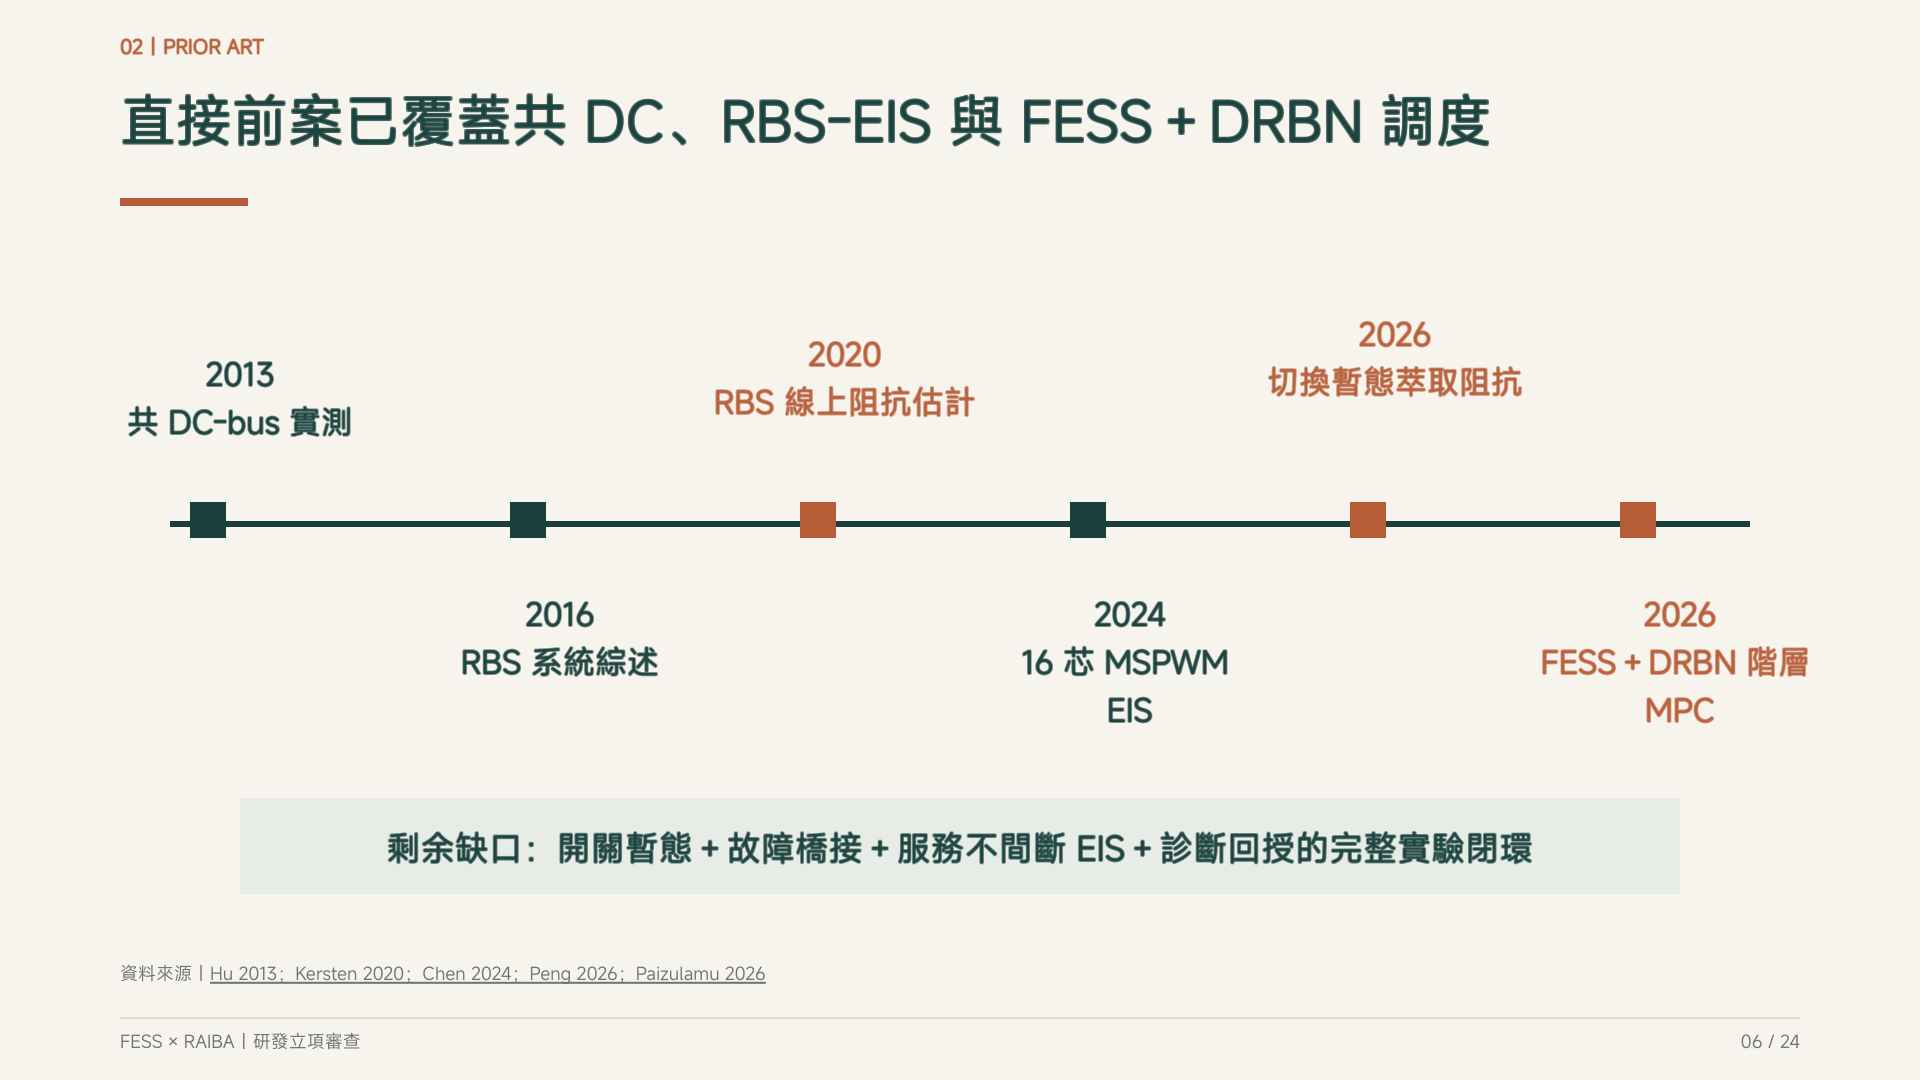 02 | PRIOR ART
直接前案已覆蓋共 DC、RBS-EIS 與 FESS + DRBN 調度
2013
共 DC-bus 實測
2020
RBS 線上阻抗估計
2026
切換暫態萃取阻抗
2016
RBS 系統綜述
2024
16 芯 MSPWM
EIS
2026
FESS + DRBN 階層
MPC
剩余缺口：開關暫態 + 故障橋接 + 服務不間斷 EIS + 診斷回授的完整實驗閉環
資料來源 | Hu 2013；Kersten 2020；Chen 2024；Peng 2026；Paizulamu 2026
FESS × RAIBA | 研發立項審查
06 / 24